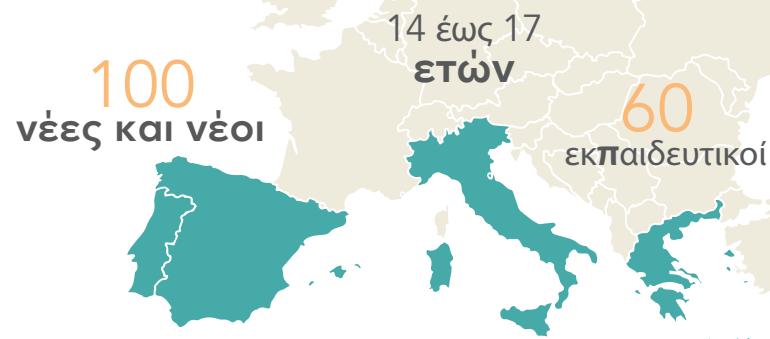 14 έως 17
ετών
100
νέες και νέοι
60
εκπαιδευτικοί